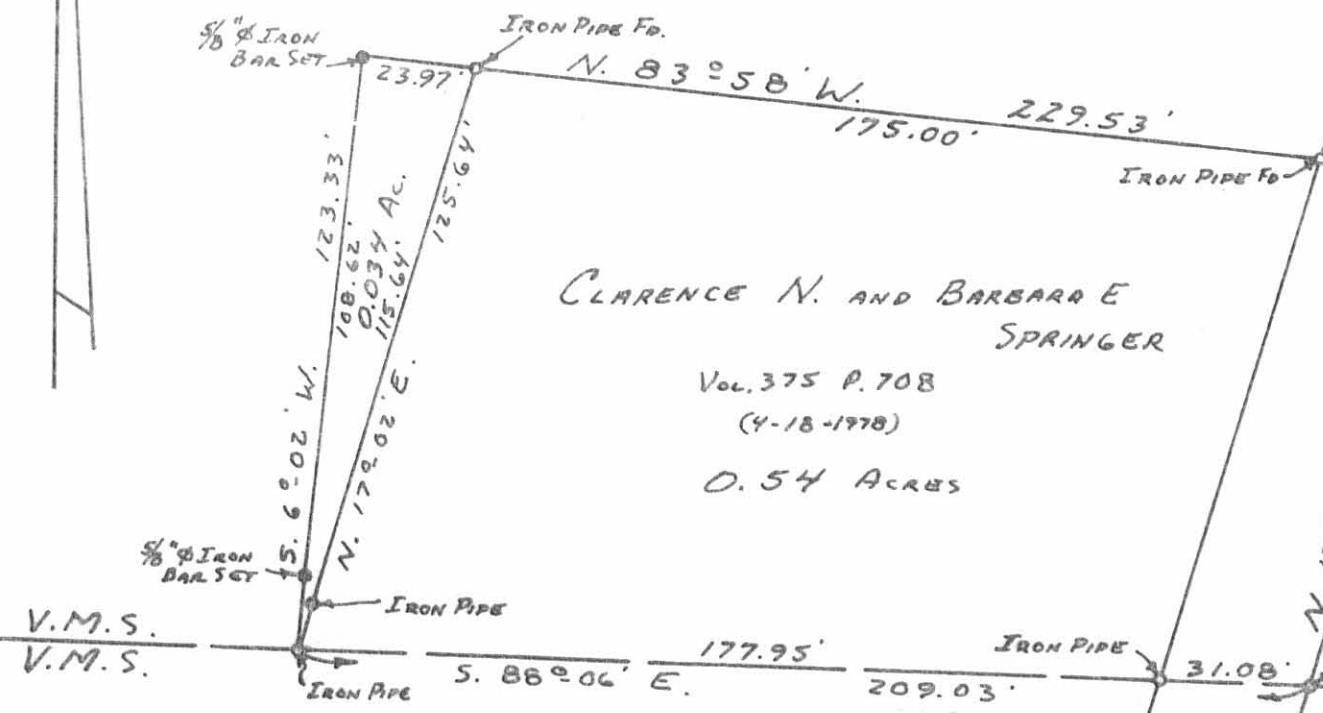 5/8"ø IRON
BAR SET
IRON PIPE FD.
23.97'
N. 83°58' W.
229.53'
175.00'
IRON PIPE FD
123.33'
108.62'
0.034 AC.
115.64'
125.64'
CLARENCE N. AND BARBARA E
SPRINGER
VOL. 375 P. 708
(4-18-1978)
0.54 ACRES
S. 6°-02' W.
N. 17°-02' E.
5/8"ø IRON
BAR SET
IRON PIPE
V.M.S.
V.M.S.
IRON PIPE
S. 88°06' E.
177.95'
209.03'
IRON PIPE
31.08'
N